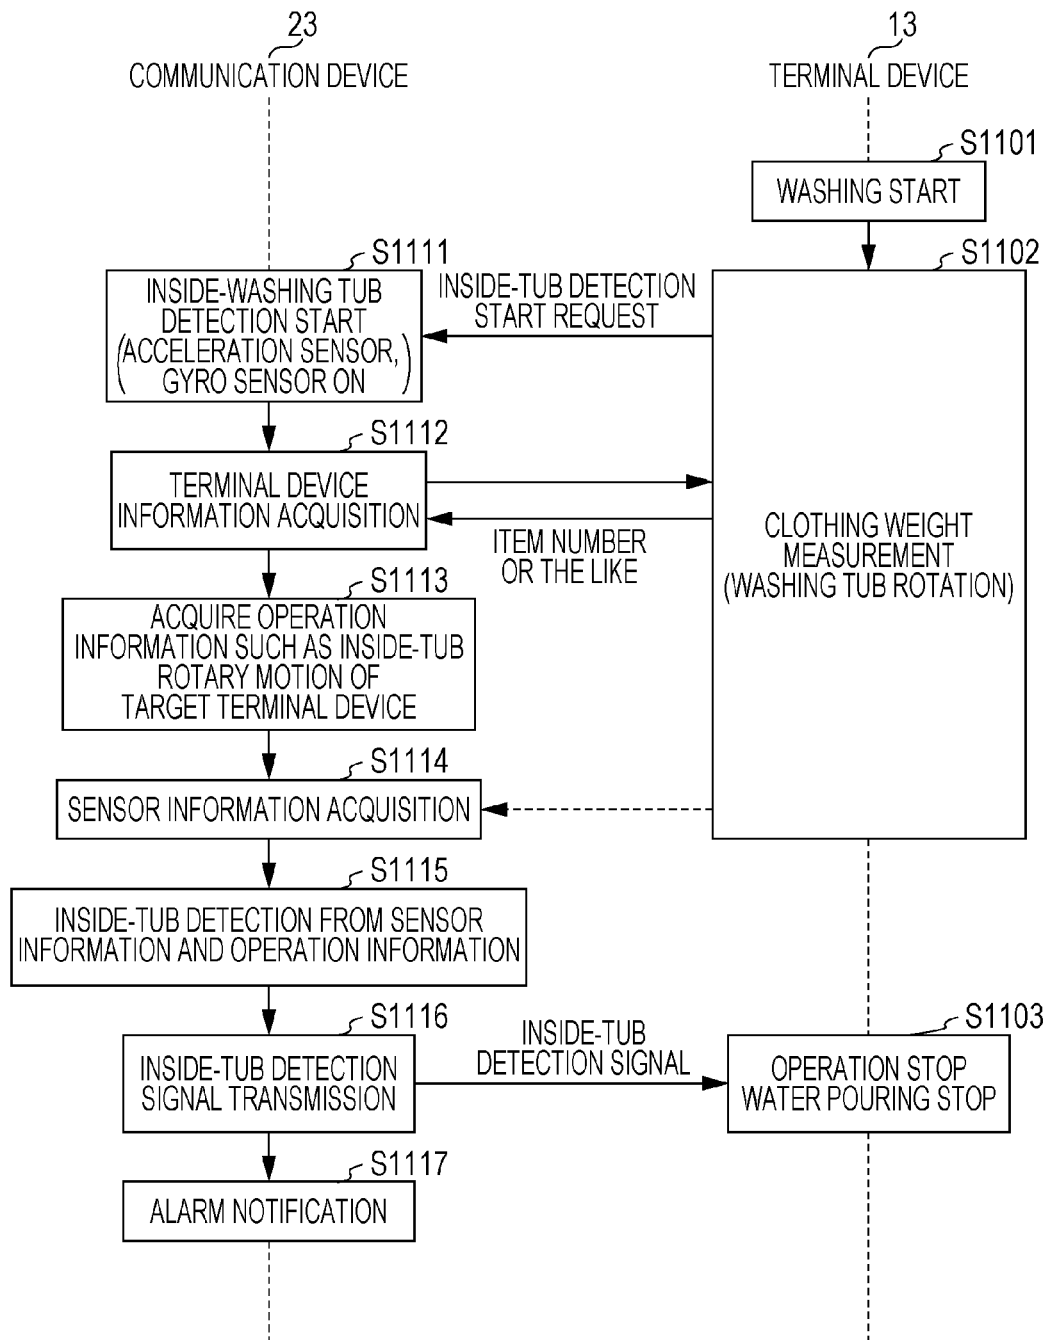 23
COMMUNICATION DEVICE
13
TERMINAL DEVICE
S1101
WASHING START
S1111
INSIDE-WASHING TUB
DETECTION START
(ACCELERATION SENSOR,
GYRO SENSOR ON)
INSIDE-TUB DETECTION
START REQUEST
S1102
CLOTHING WEIGHT
MEASUREMENT
(WASHING TUB ROTATION)
S1112
TERMINAL DEVICE
INFORMATION ACQUISITION
ITEM NUMBER
OR THE LIKE
S1113
ACQUIRE OPERATION
INFORMATION SUCH AS INSIDE-TUB
ROTARY MOTION OF
TARGET TERMINAL DEVICE
S1114
SENSOR INFORMATION ACQUISITION
S1115
INSIDE-TUB DETECTION FROM SENSOR
INFORMATION AND OPERATION INFORMATION
S1116
INSIDE-TUB DETECTION
SIGNAL TRANSMISSION
INSIDE-TUB
DETECTION SIGNAL
S1103
OPERATION STOP
WATER POURING STOP
S1117
ALARM NOTIFICATION